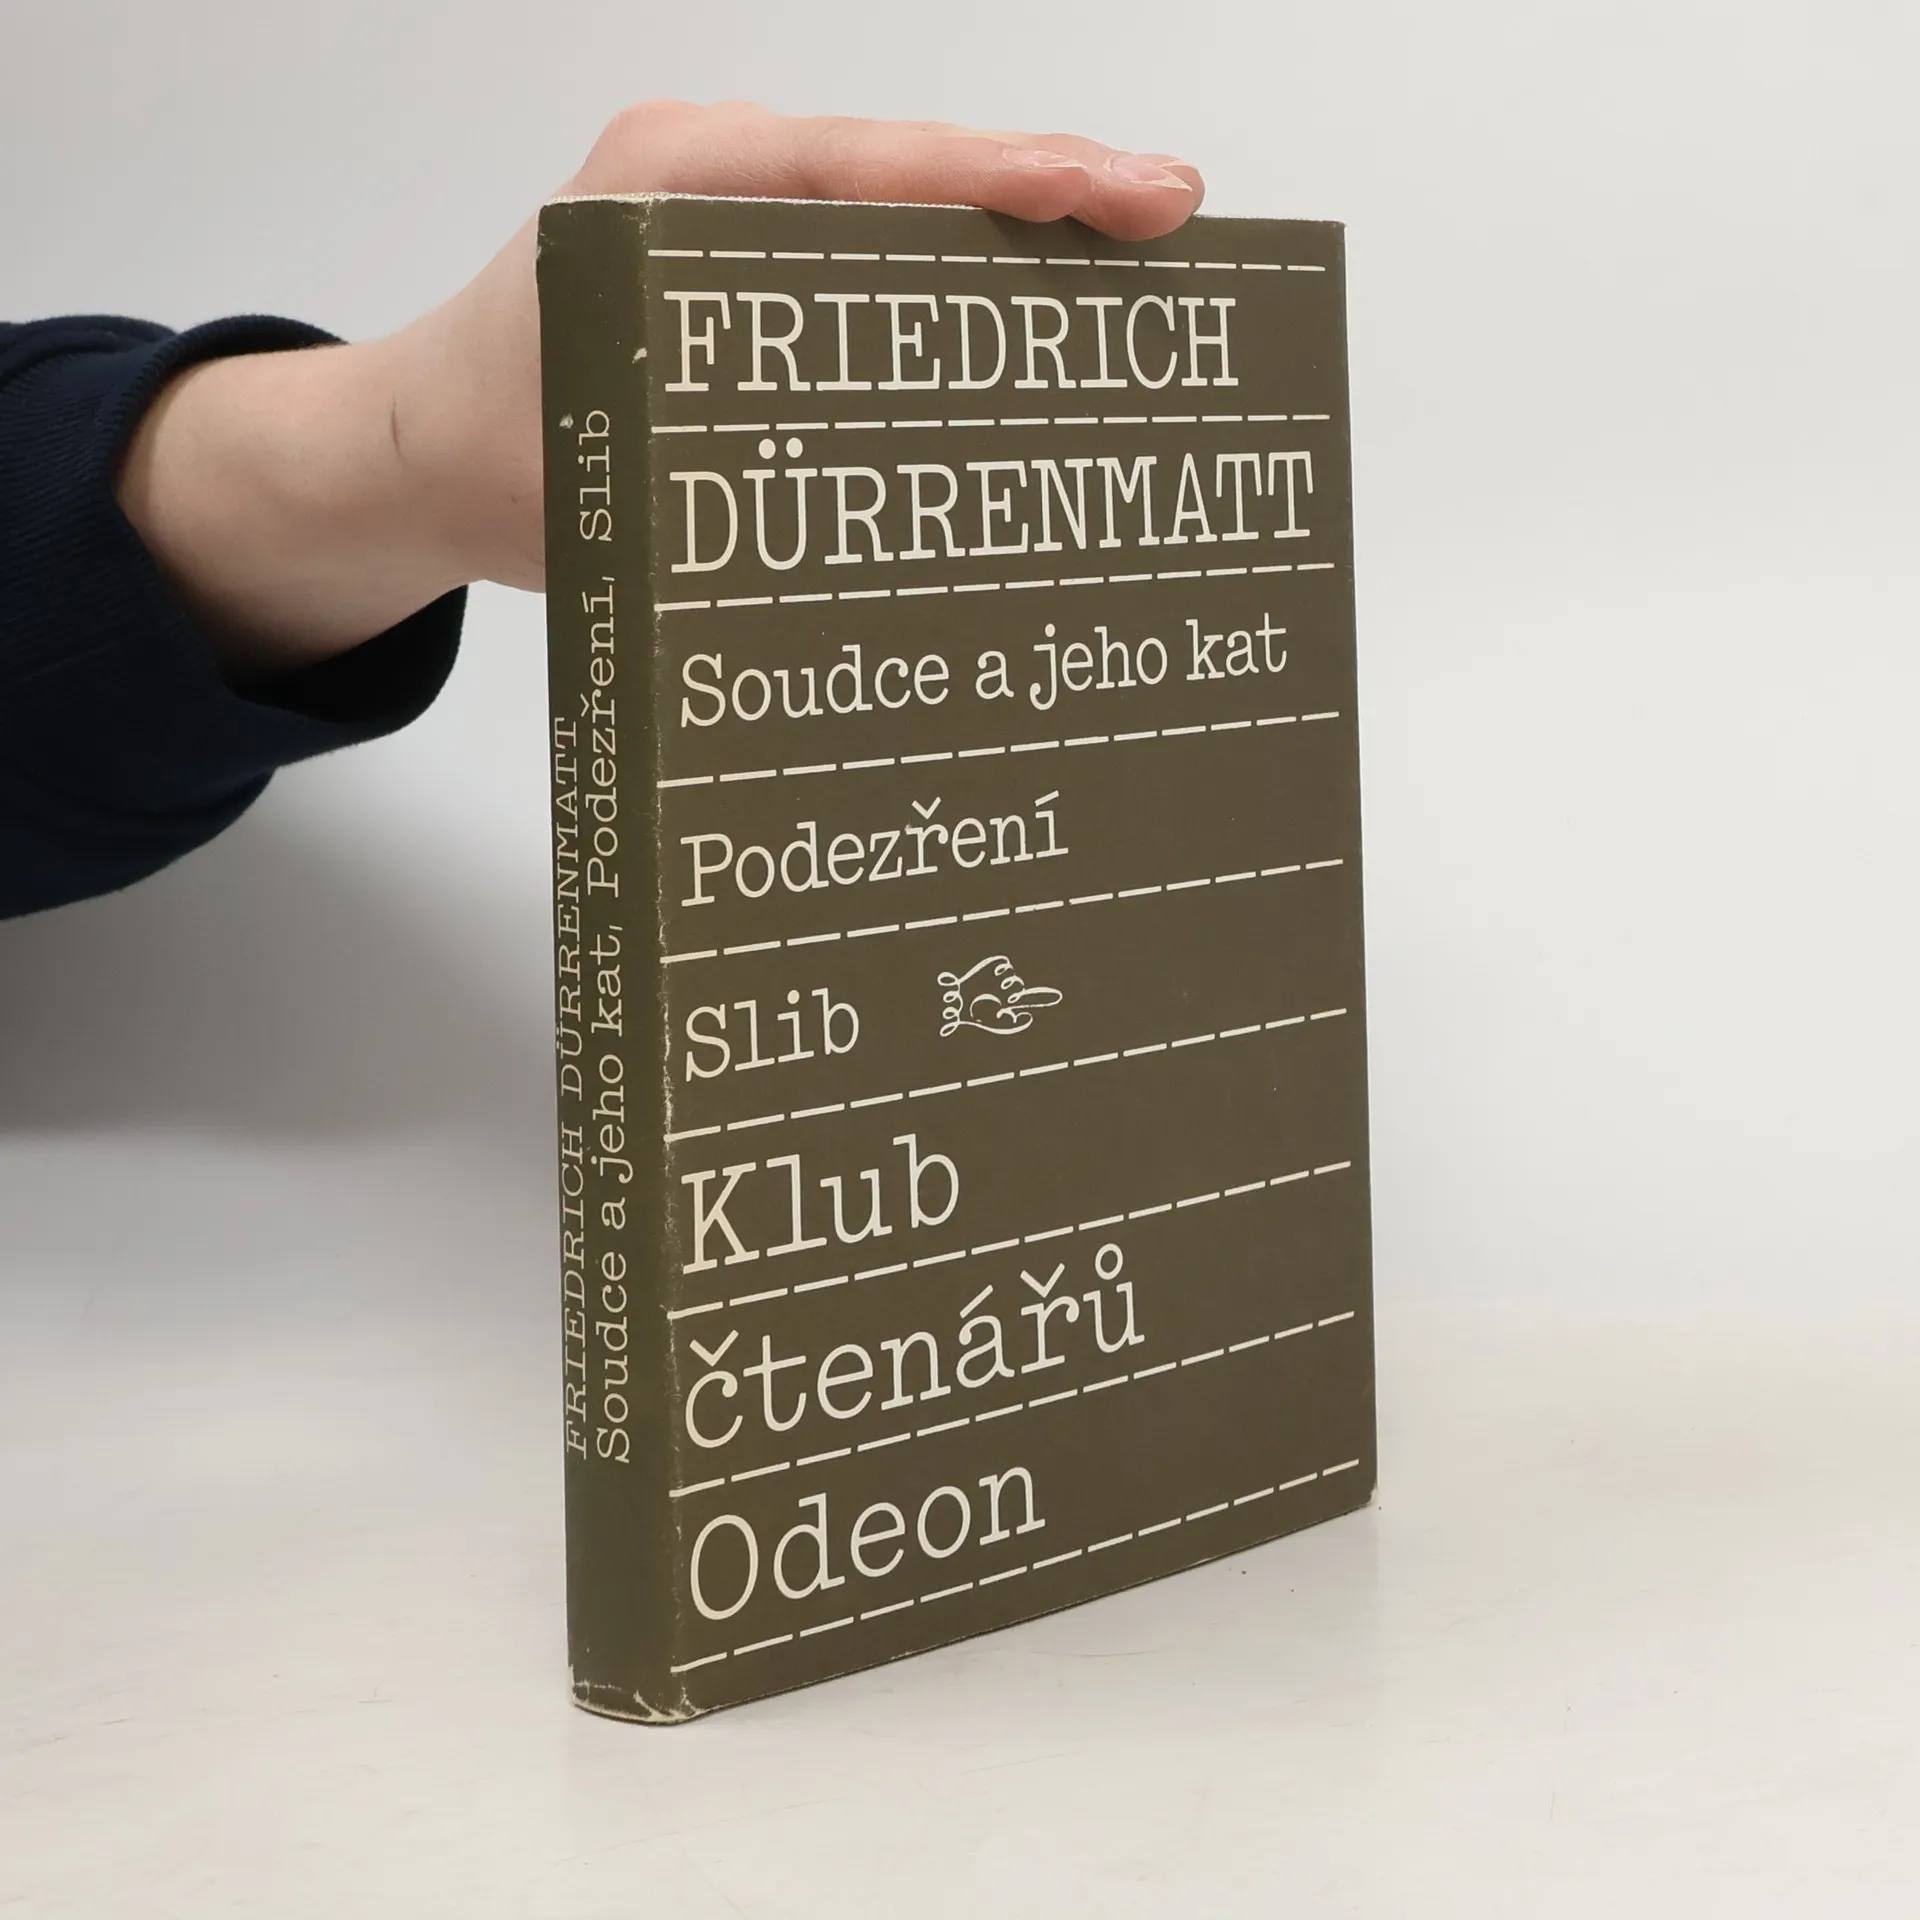 FRIEDRICH DÜRRENMATT
Soudce a jeho kat, Podezření, Slib
FRIEDRICH
DÜRRENMATT
Soudce a jeho kat
Podezření
Slib
Klub
čtenářů
Odeon